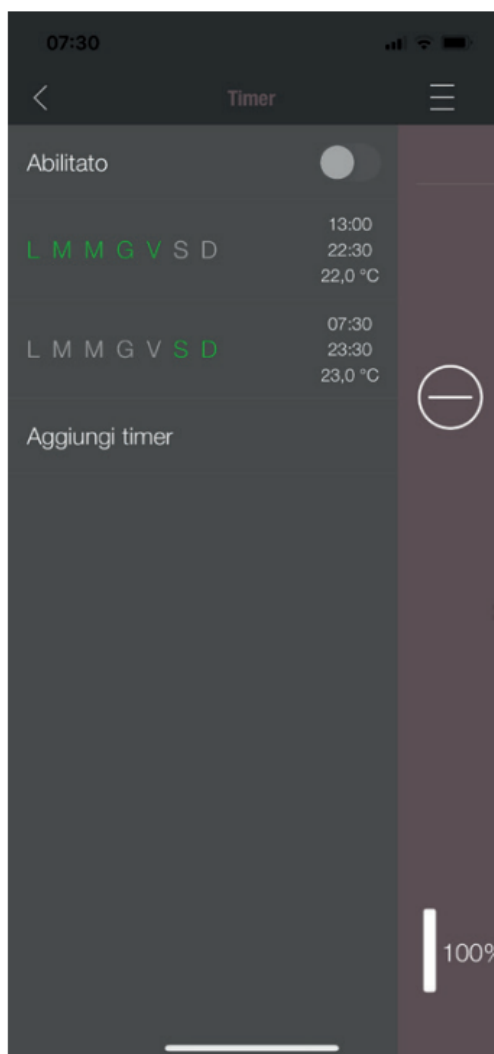 07:30
Timer
Abilitato
L M M G V S D
13:00
22:30
22,0 °C
L M M G V S D
07:30
23:30
23,0 °C
Aggiungi timer
100%